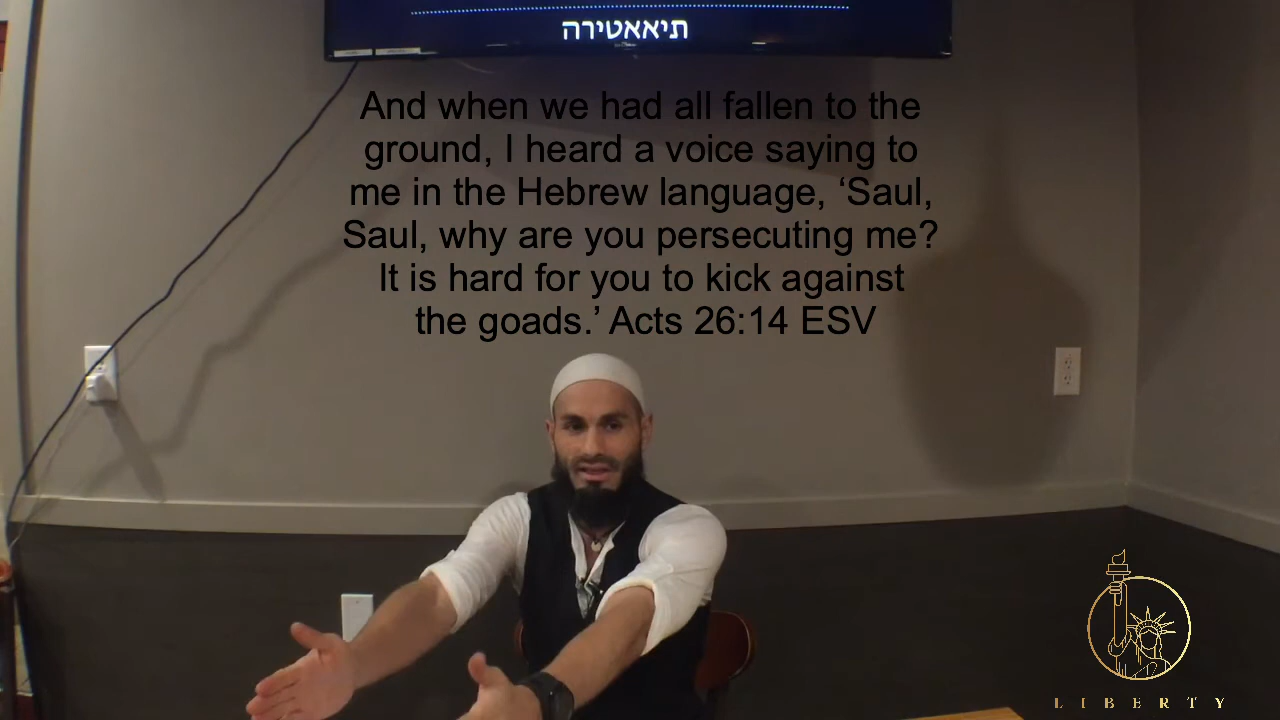 תיאאטירה
And when we had all fallen to the
ground, I heard a voice saying to
me in the Hebrew language, ‘Saul,
Saul, why are you persecuting me?
It is hard for you to kick against
the goads.’ Acts 26:14 ESV
LIBERTY